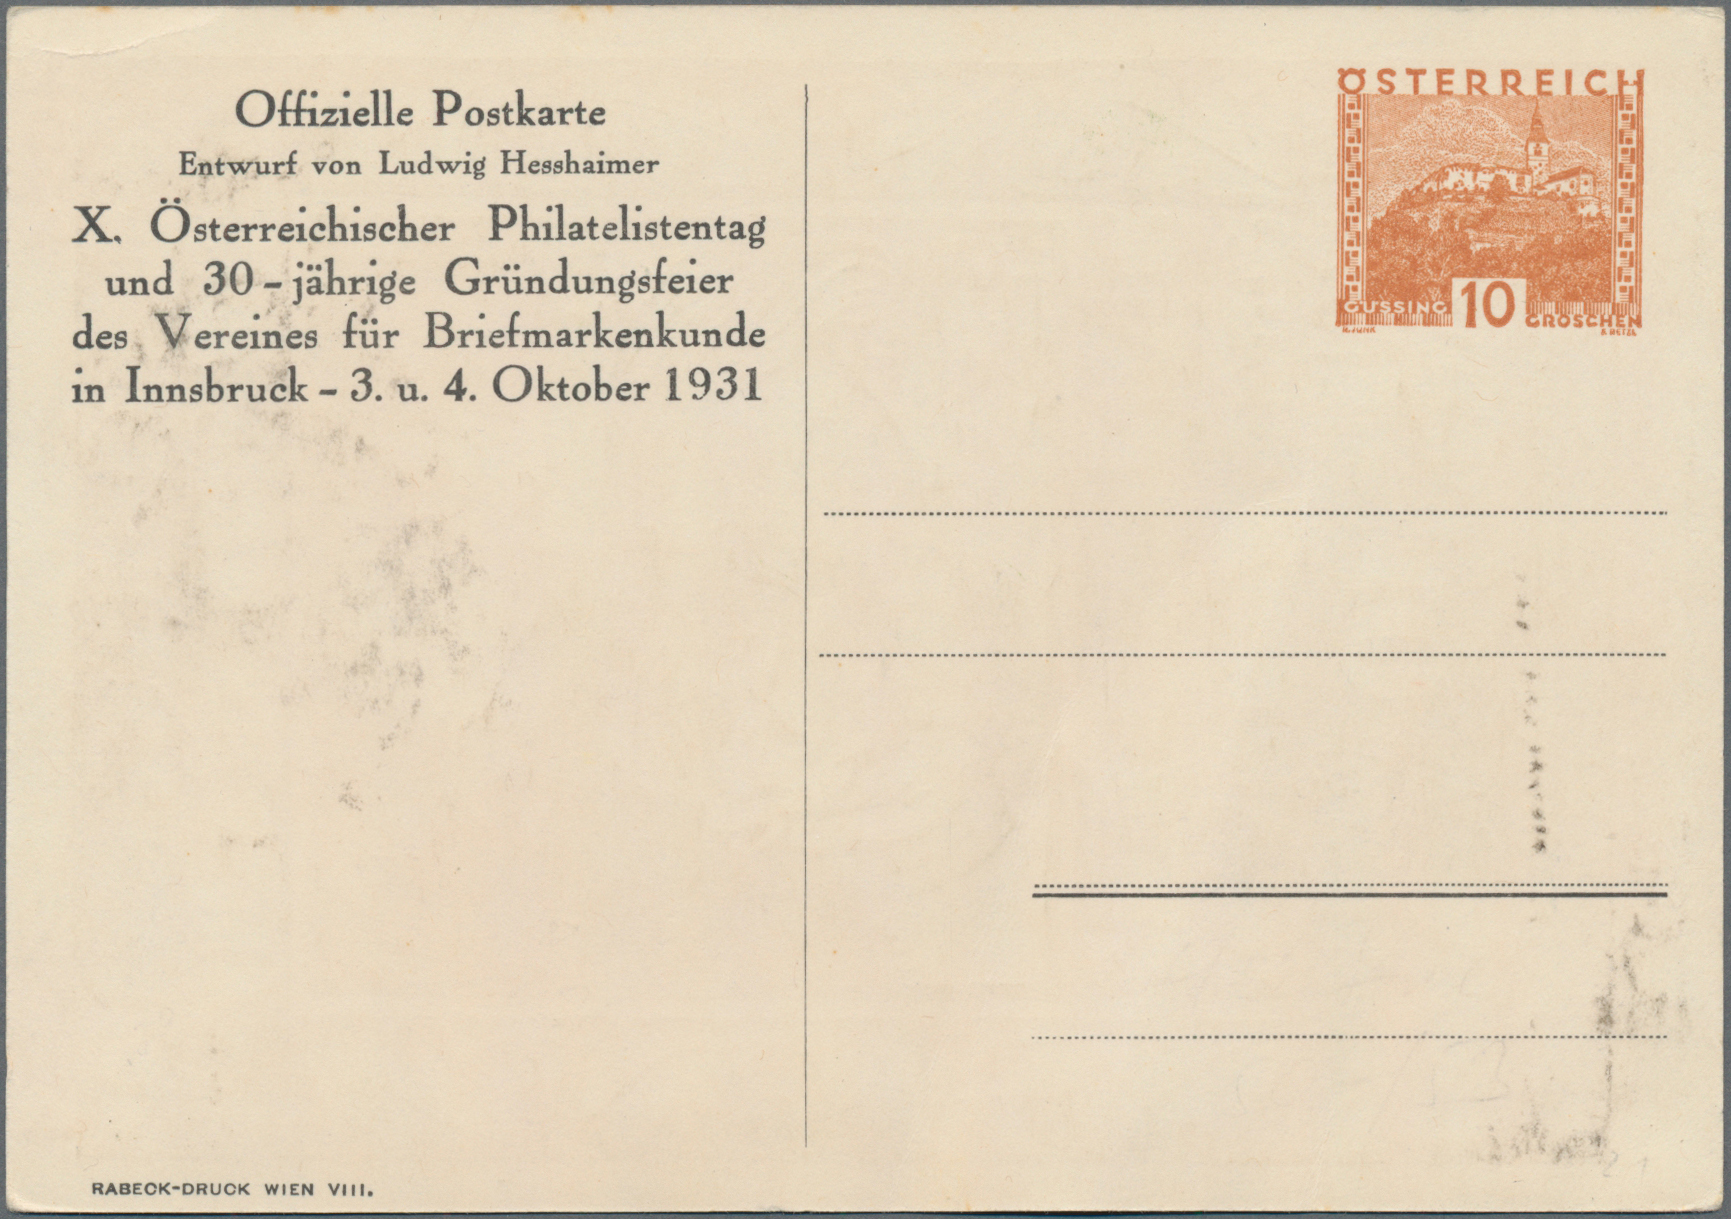 Offizielle Postkarte
Entwurf von Ludwig Hesshaimer
X. Österreichischer Philatelistentag
und 30-jährige Gründungsfeier
des Vereines für Briefmarkenkunde
in Innsbruck - 3. u. 4. Oktober 1931
ÖSTERREICH
GÜSSING 10 GROSCHEN
R. JUNK
RABECK-DRUCK WIEN VIII.